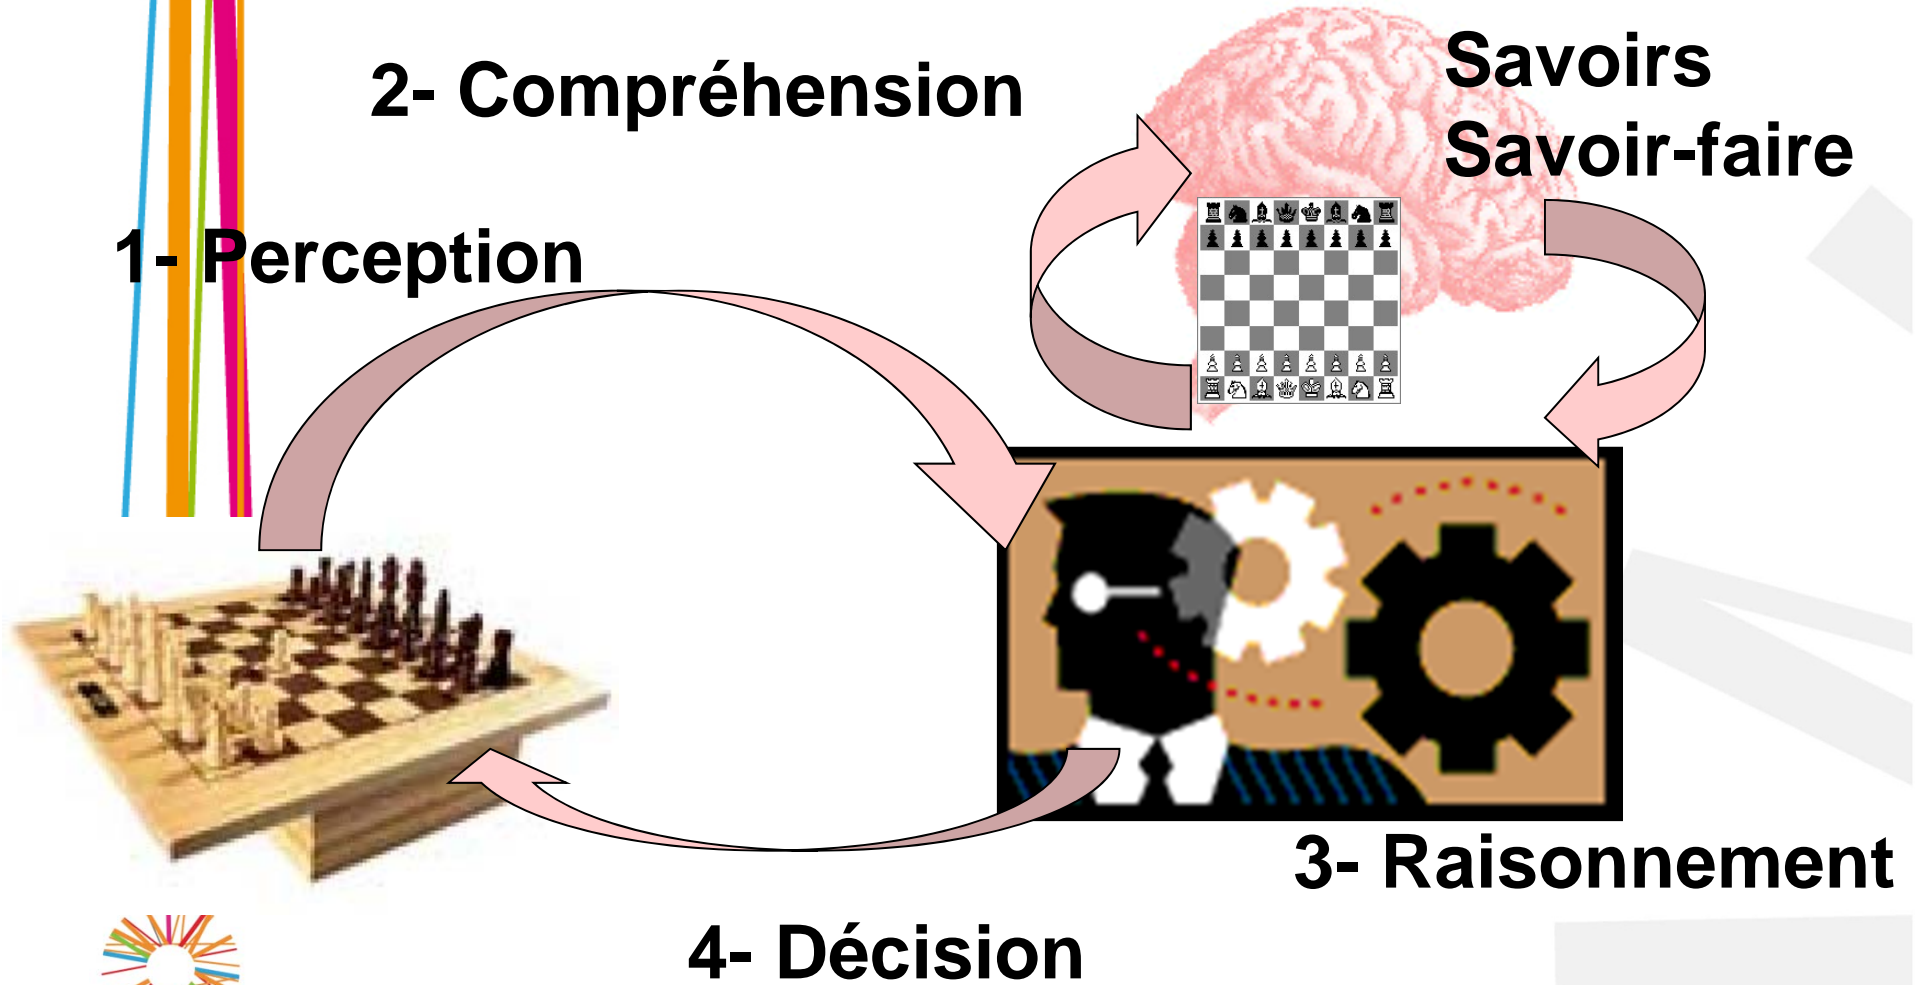 2- Compréhension
Savoirs
Savoir-faire
1- Perception
3- Raisonnement
4- Décision